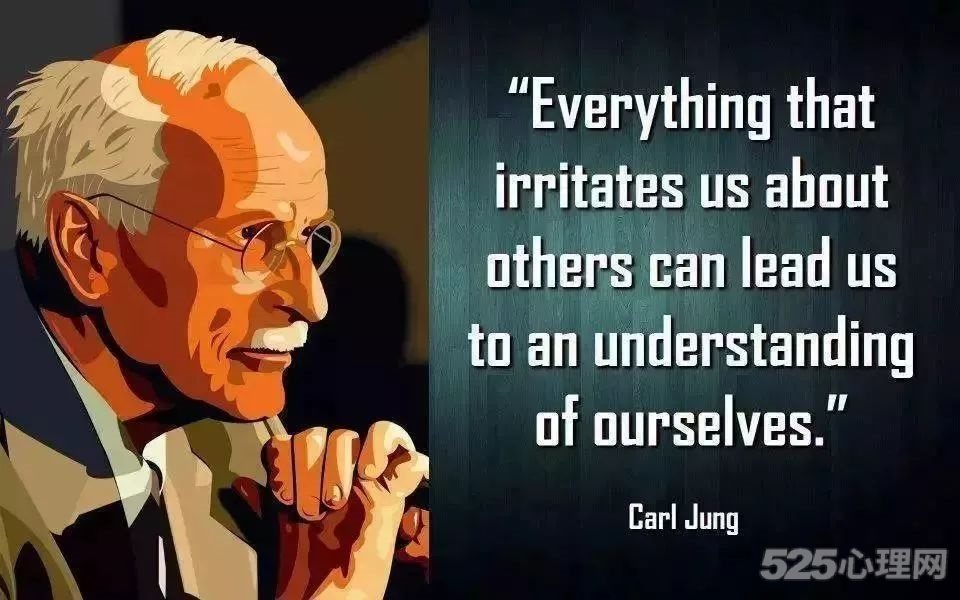 “Everything that
irritates us about
others can lead us
to an understanding
of ourselves.”
Carl Jung
525心理网